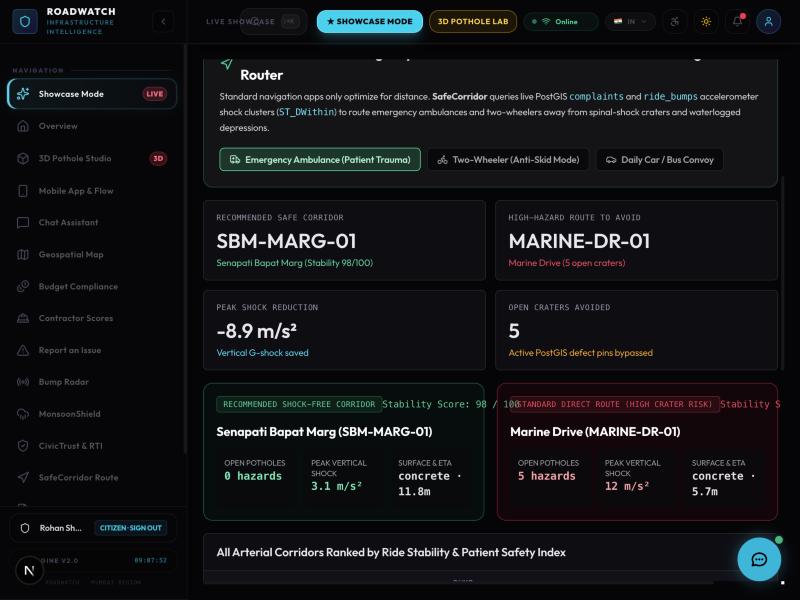 ROADWATCH
INFRASTRUCTURE
INTELLIGENCE
LIVE SHOWCASE
⌘K
★ SHOWCASE MODE
3D POTHOLE LAB
Online
IN
NAVIGATION
Showcase Mode
LIVE
Overview
3D Pothole Studio
3D
Mobile App & Flow
Chat Assistant
Geospatial Map
Budget Compliance
Contractor Scores
Report an Issue
Bump Radar
MonsoonShield
CivicTrust & RTI
SafeCorridor Route
Rohan Sh...
CITIZEN·SIGN OUT
GINE V2.0
09:07:52
ROADWATCH · MUMBAI REGION
N
Router
Standard navigation apps only optimize for distance. SafeCorridor queries live PostGIS complaints and ride_bumps accelerometer
shock clusters (ST_DWithin) to route emergency ambulances and two-wheelers away from spinal-shock craters and waterlogged
depressions.
Emergency Ambulance (Patient Trauma)
Two-Wheeler (Anti-Skid Mode)
Daily Car / Bus Convoy
RECOMMENDED SAFE CORRIDOR
SBM-MARG-01
Senapati Bapat Marg (Stability 98/100)
HIGH-HAZARD ROUTE TO AVOID
MARINE-DR-01
Marine Drive (5 open craters)
PEAK SHOCK REDUCTION
-8.9 m/s²
Vertical G-shock saved
OPEN CRATERS AVOIDED
5
Active PostGIS defect pins bypassed
RECOMMENDED SHOCK-FREE CORRIDOR
Stability Score: 98 / 100
Senapati Bapat Marg (SBM-MARG-01)
OPEN POTHOLES
0 hazards
PEAK VERTICAL
SHOCK
3.1 m/s²
SURFACE & ETA
concrete ·
11.8m
STANDARD DIRECT ROUTE (HIGH CRATER RISK)
Stability S
Marine Drive (MARINE-DR-01)
OPEN POTHOLES
5 hazards
PEAK VERTICAL
SHOCK
12 m/s²
SURFACE & ETA
concrete ·
5.7m
All Arterial Corridors Ranked by Ride Stability & Patient Safety Index